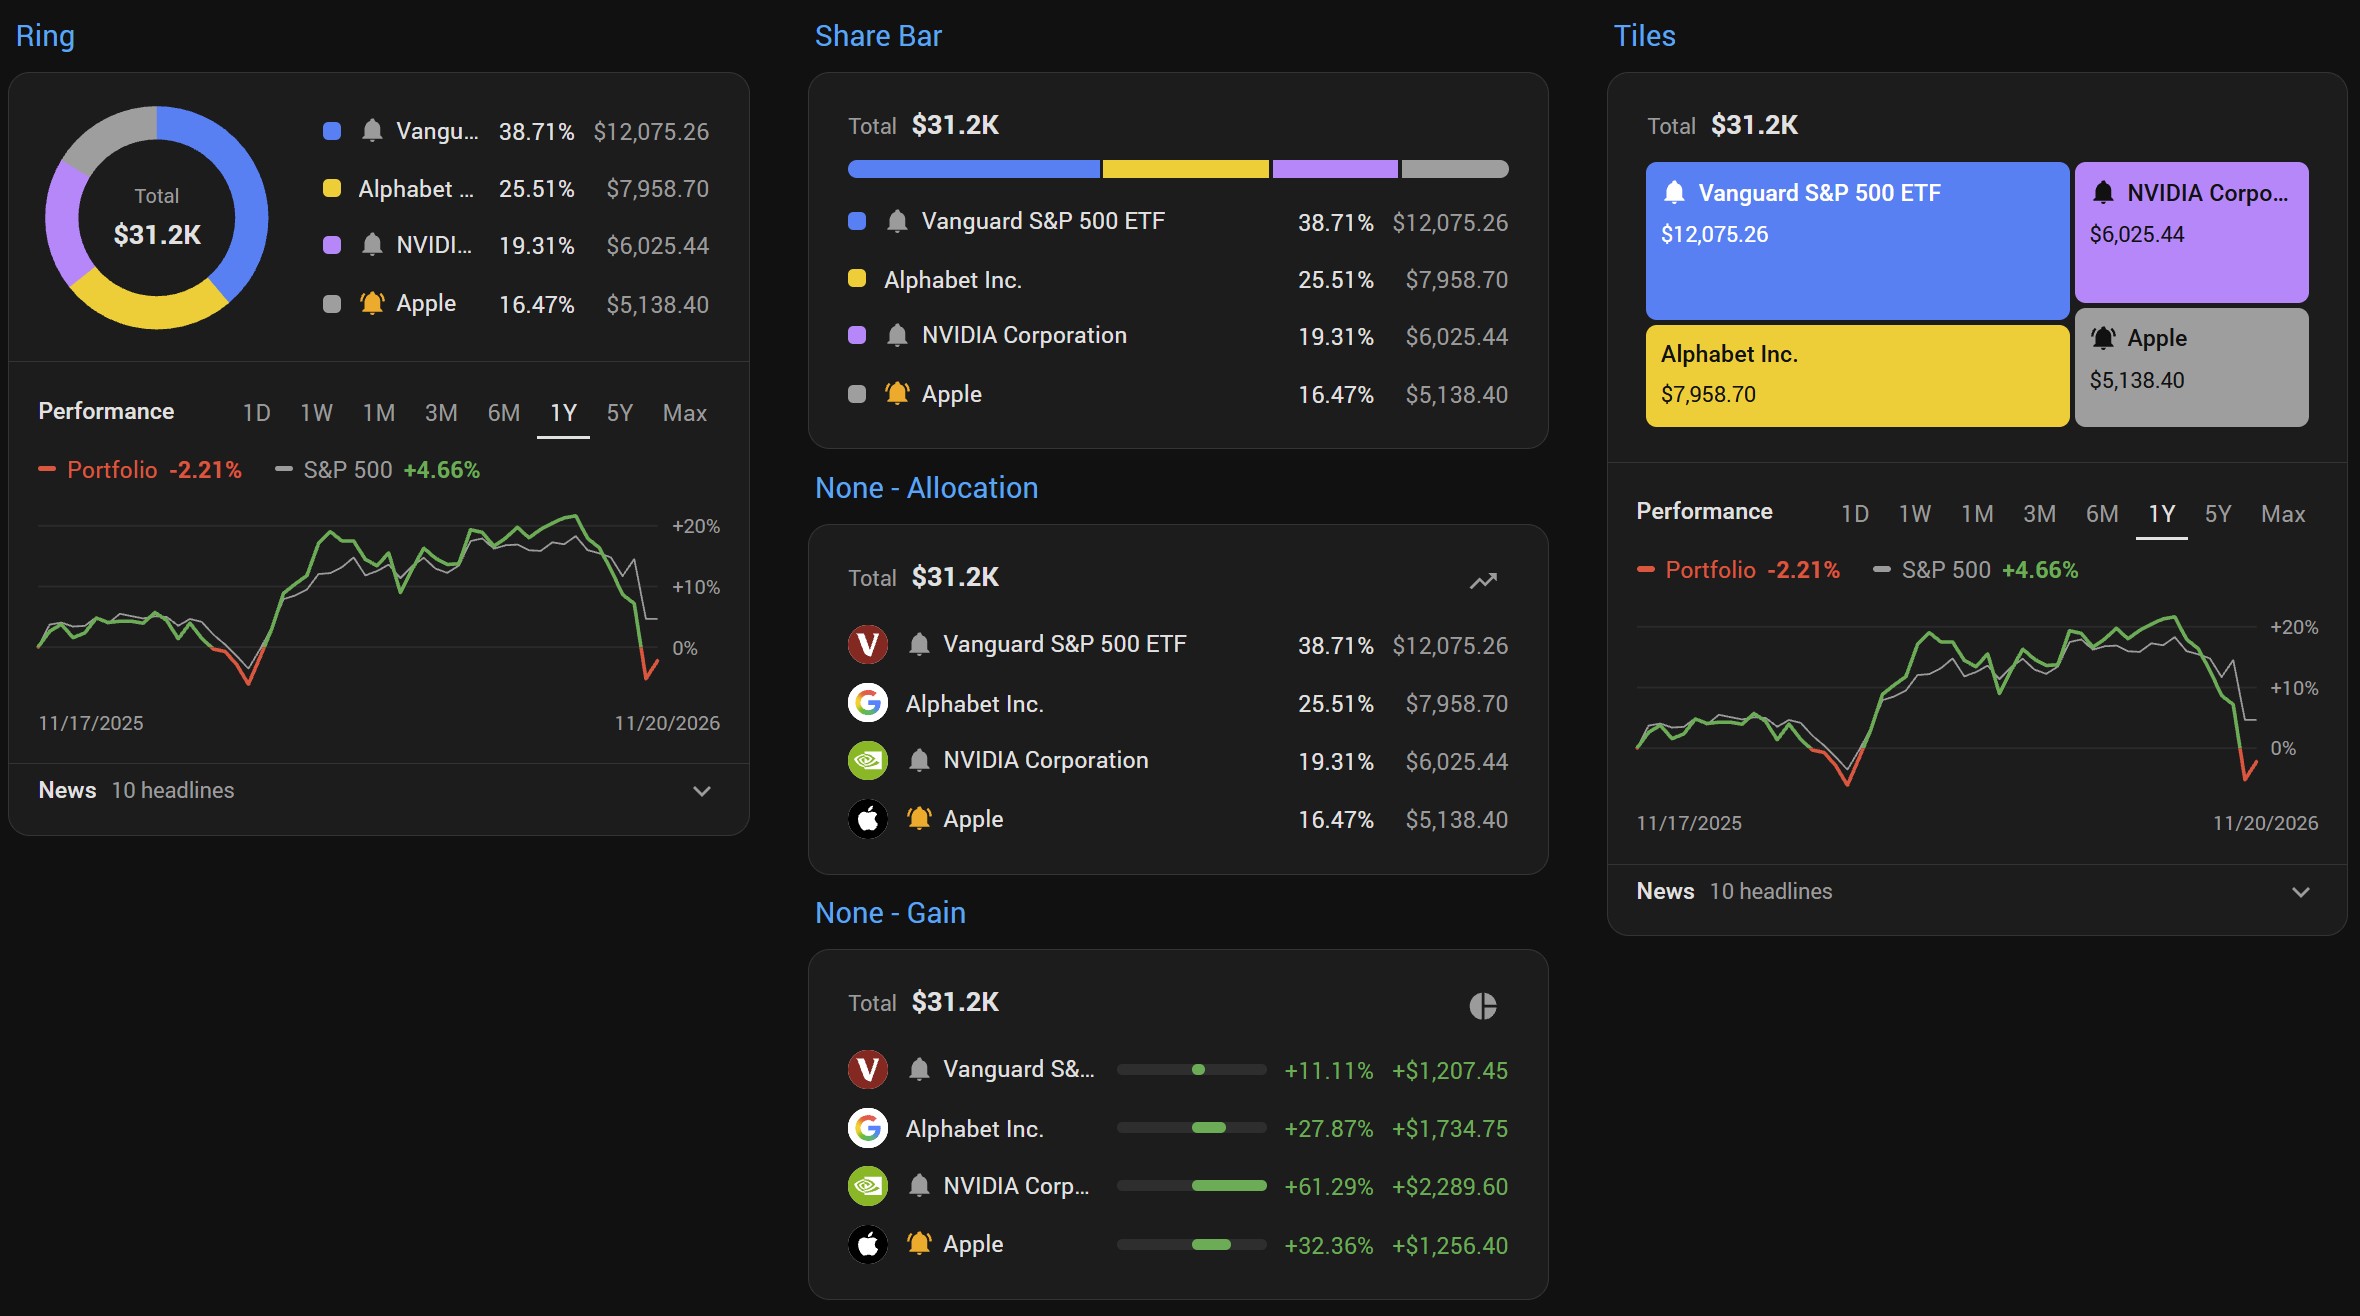 Ring
Total
$31.2K
Vangu... 38.71% $12,075.26
Alphabet ... 25.51% $7,958.70
NVIDI... 19.31% $6,025.44
Apple 16.47% $5,138.40
Performance 1D 1W 1M 3M 6M 1Y 5Y Max
Portfolio -2.21% S&P 500 +4.66%
+20%
+10%
0%
11/17/2025 11/20/2026
News 10 headlines
Share Bar
Total $31.2K
Vanguard S&P 500 ETF 38.71% $12,075.26
Alphabet Inc. 25.51% $7,958.70
NVIDIA Corporation 19.31% $6,025.44
Apple 16.47% $5,138.40
None - Allocation
Total $31.2K
Vanguard S&P 500 ETF 38.71% $12,075.26
Alphabet Inc. 25.51% $7,958.70
NVIDIA Corporation 19.31% $6,025.44
Apple 16.47% $5,138.40
None - Gain
Total $31.2K
Vanguard S&... +11.11% +$1,207.45
Alphabet Inc. +27.87% +$1,734.75
NVIDIA Corp... +61.29% +$2,289.60
Apple +32.36% +$1,256.40
Tiles
Total $31.2K
Vanguard S&P 500 ETF
$12,075.26
NVIDIA Corpo...
$6,025.44
Alphabet Inc.
$7,958.70
Apple
$5,138.40
Performance 1D 1W 1M 3M 6M 1Y 5Y Max
Portfolio -2.21% S&P 500 +4.66%
+20%
+10%
0%
11/17/2025 11/20/2026
News 10 headlines